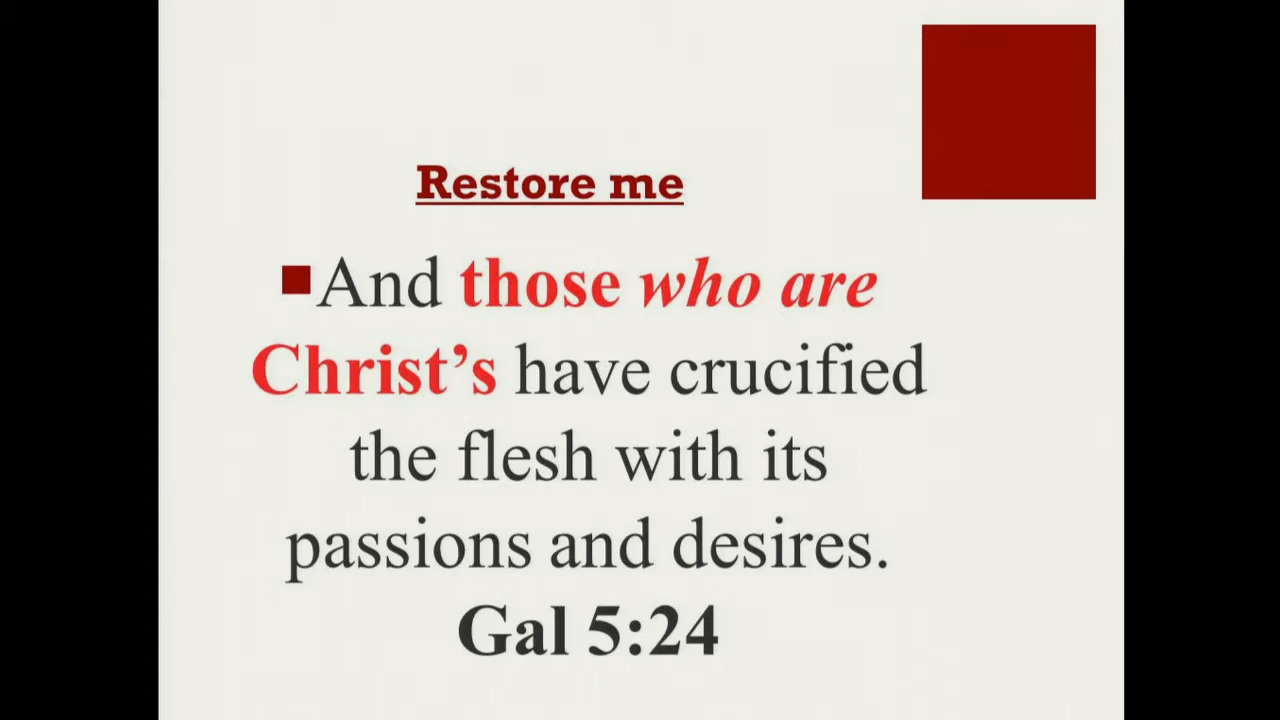 Restore me
And those who are
Christ’s have crucified
the flesh with its
passions and desires.
Gal 5:24